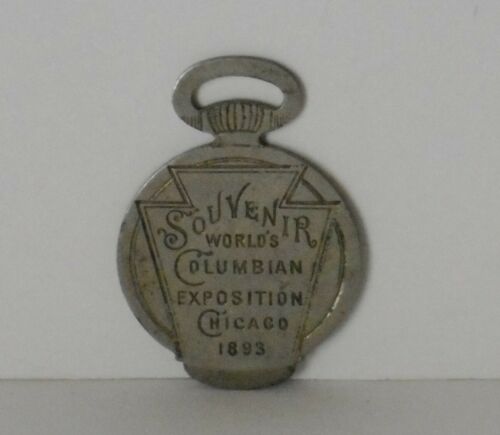 SOUVENIR
WORLD'S
COLUMBIAN
EXPOSITION
CHICAGO
1893